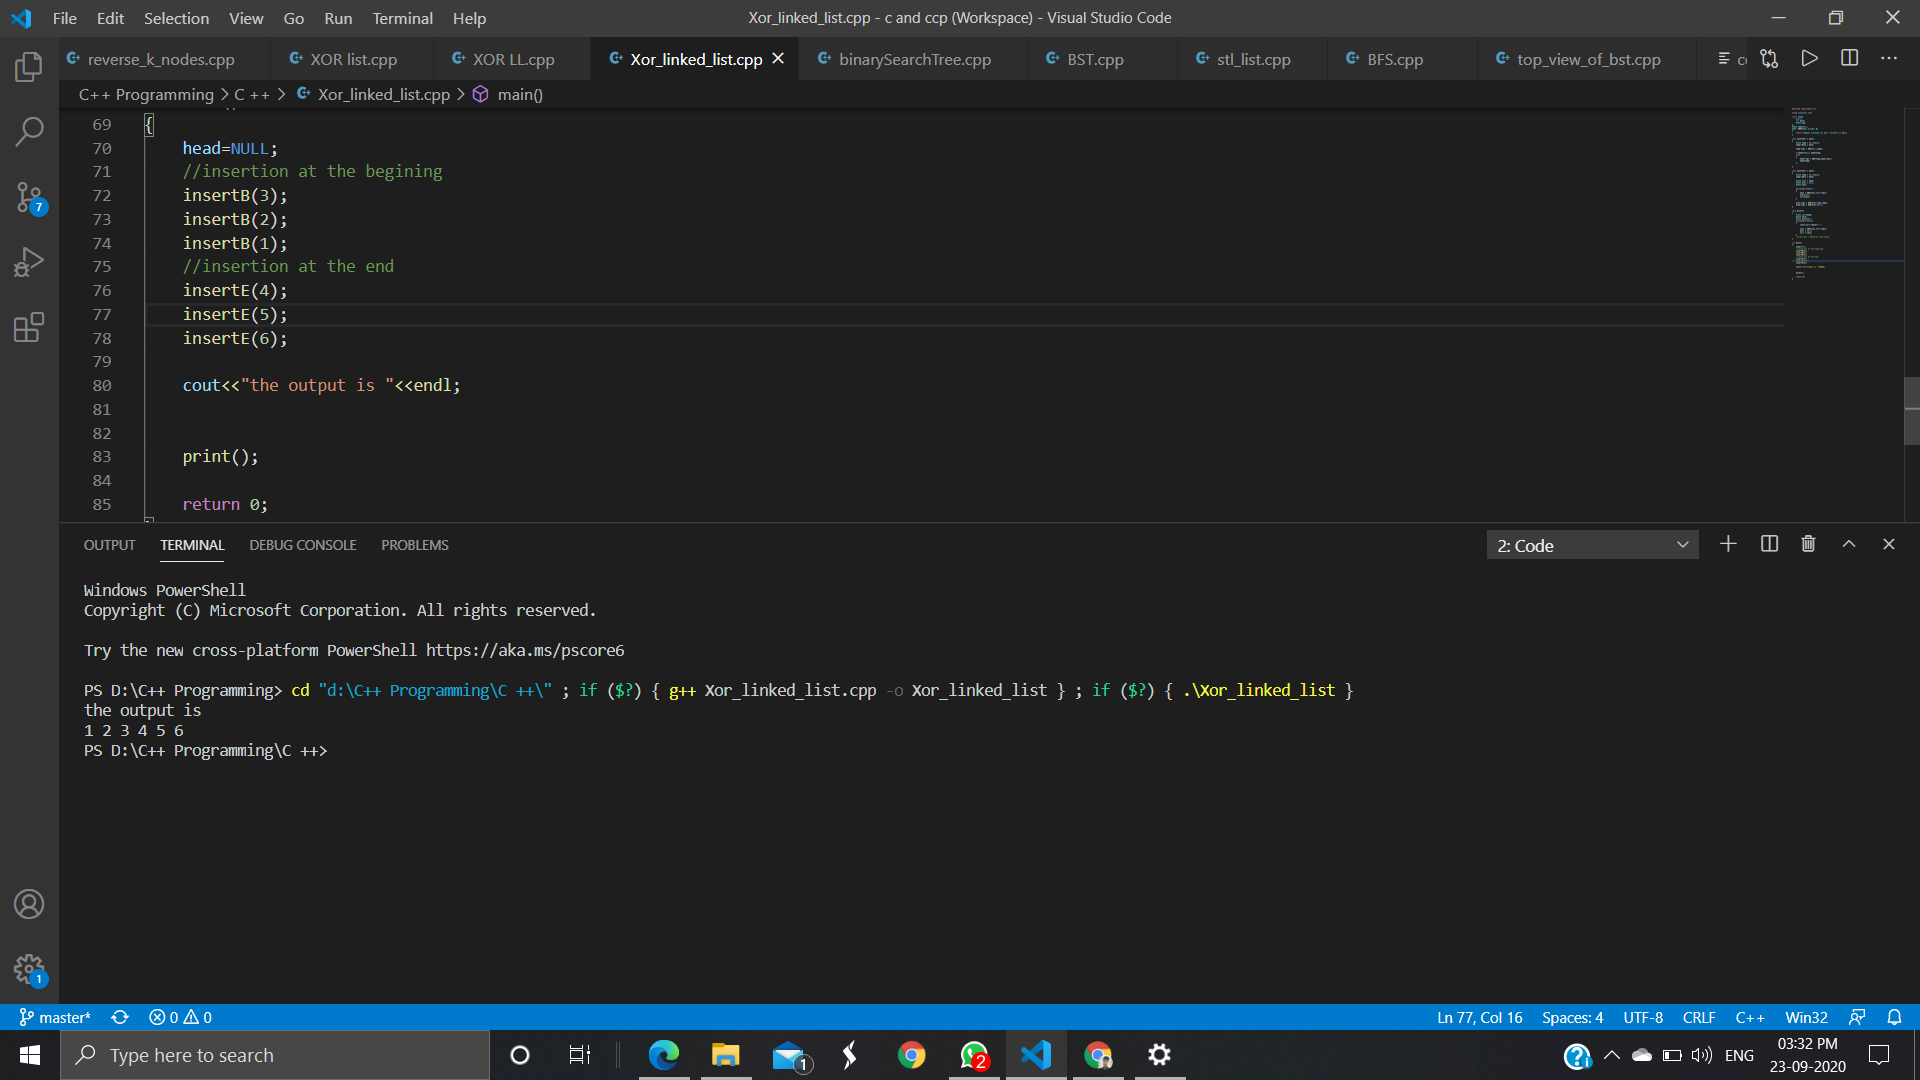 File Edit Selection View Go Run Terminal Help
Xor_linked_list.cpp - c and ccp (Workspace) - Visual Studio Code
reverse_k_nodes.cpp XOR list.cpp XOR LL.cpp Xor_linked_list.cpp binarySearchTree.cpp BST.cpp stl_list.cpp BFS.cpp top_view_of_bst.cpp
C++ Programming > C ++ > Xor_linked_list.cpp > main()
69 {
70 head=NULL;
71 //insertion at the begining
72 insertB(3);
73 insertB(2);
74 insertB(1);
75 //insertion at the end
76 insertE(4);
77 insertE(5);
78 insertE(6);
79
80 cout<<"the output is "<<endl;
81
82
83 print();
84
85 return 0;
7
1
OUTPUT TERMINAL DEBUG CONSOLE PROBLEMS
2: Code
Windows PowerShell
Copyright (C) Microsoft Corporation. All rights reserved.
Try the new cross-platform PowerShell https://aka.ms/pscore6
PS D:\C++ Programming> cd "d:\C++ Programming\C ++\" ; if ($?) { g++ Xor_linked_list.cpp -o Xor_linked_list } ; if ($?) { .\Xor_linked_list }
the output is
1 2 3 4 5 6
PS D:\C++ Programming\C ++>
master* 0 0
Ln 77, Col 16 Spaces: 4 UTF-8 CRLF C++ Win32
Type here to search
1
2
ENG
03:32 PM
23-09-2020